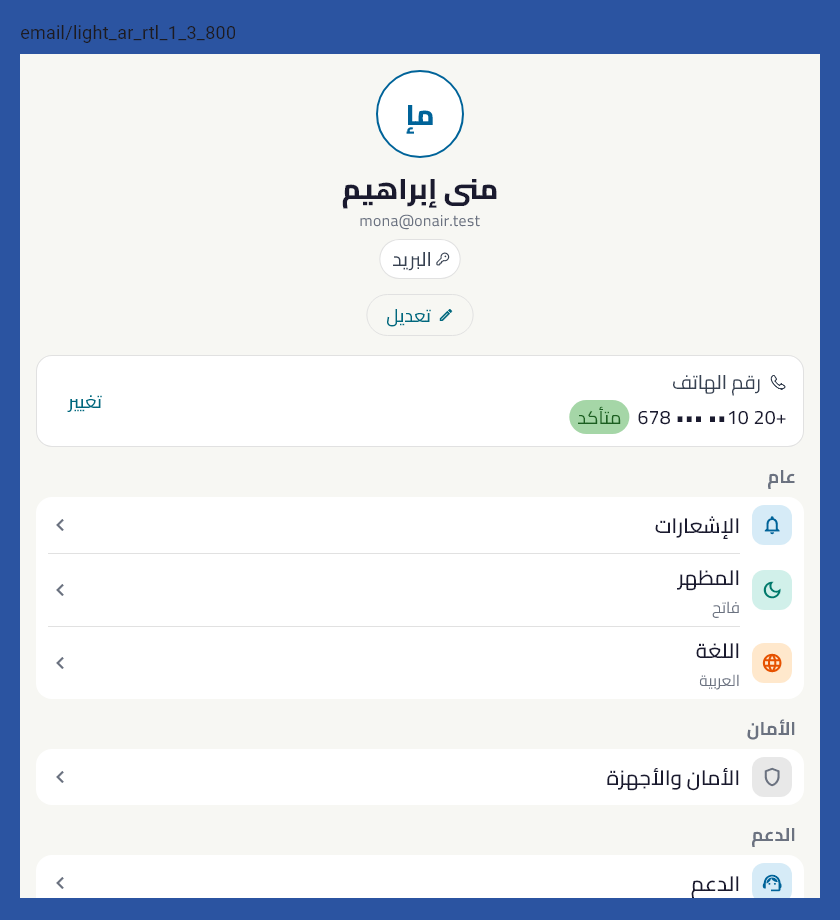 email/light_ar_rtl_1_3_800
مإ
منى إبراهيم
mona@onair.test
البريد
تعديل
رقم الهاتف
+20 10•• ••• 678 متأكد
تغيير
عام
الإشعارات
المظهر
فاتح
اللغة
العربية
الأمان
الأمان والأجهزة
الدعم
الدعم